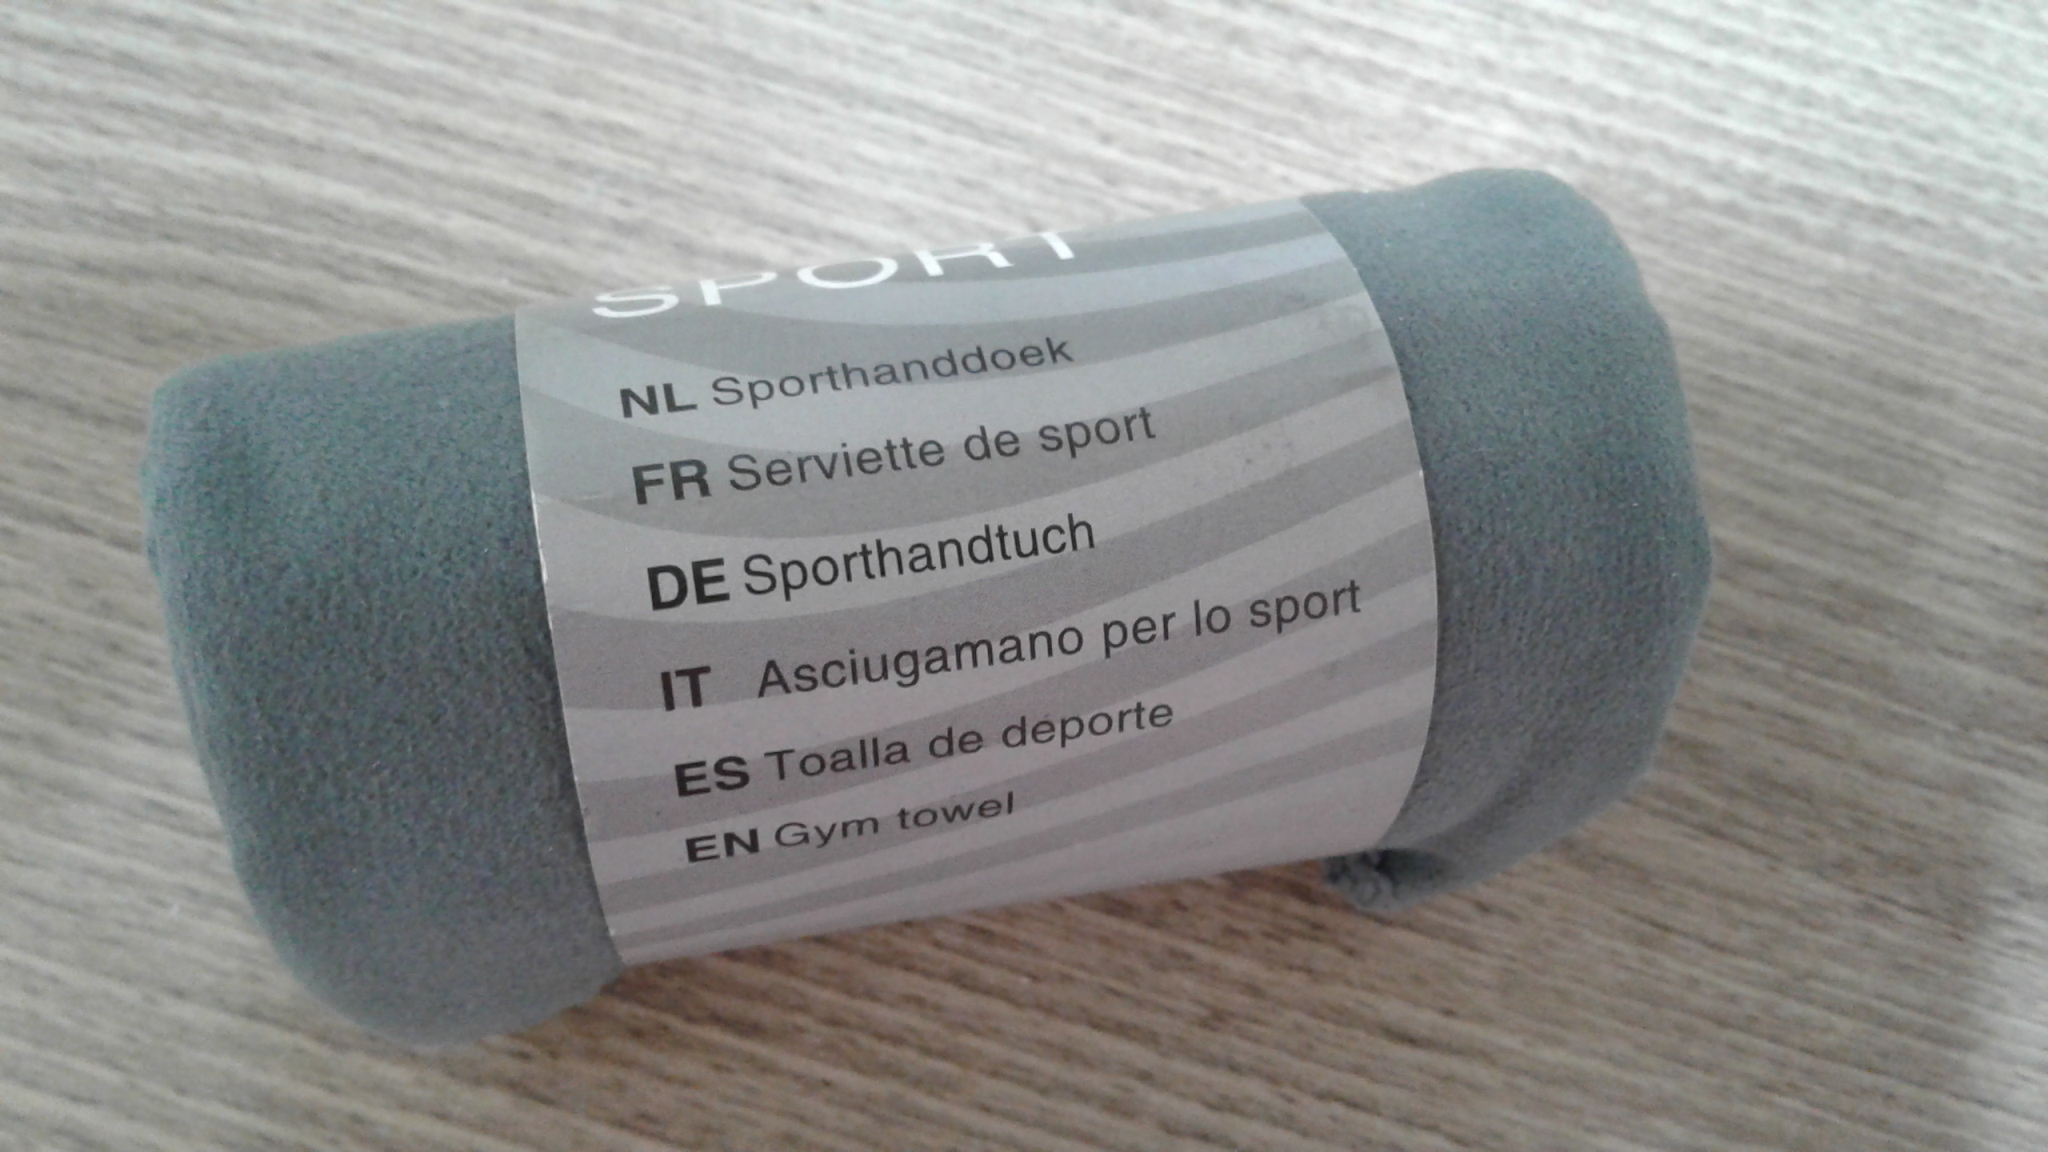 SPORT
NL Sporthanddoek
FR Serviette de sport
DE Sporthandtuch
IT Asciugamano per lo sport
ES Toalla de deporte
EN Gym towel